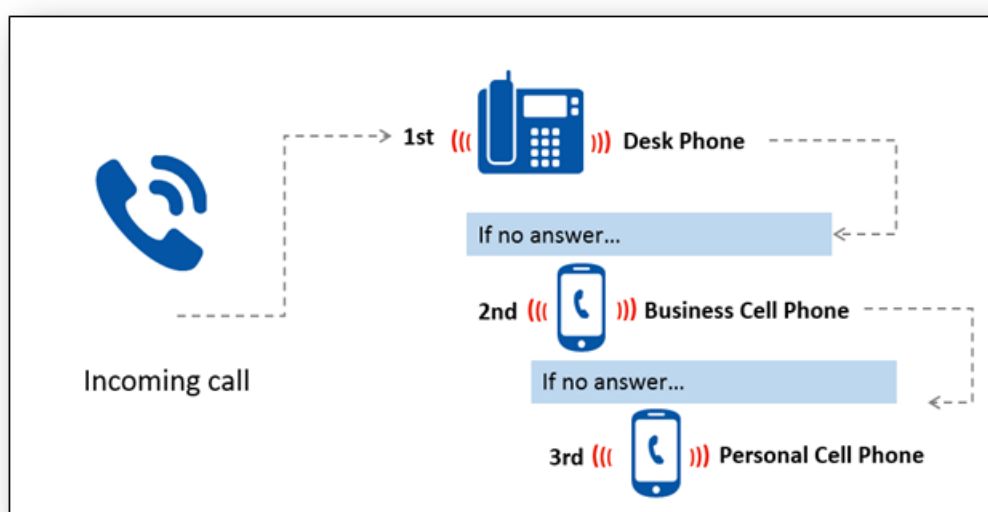 1st
Desk Phone
If no answer...
2nd
Business Cell Phone
Incoming call
If no answer...
3rd
Personal Cell Phone